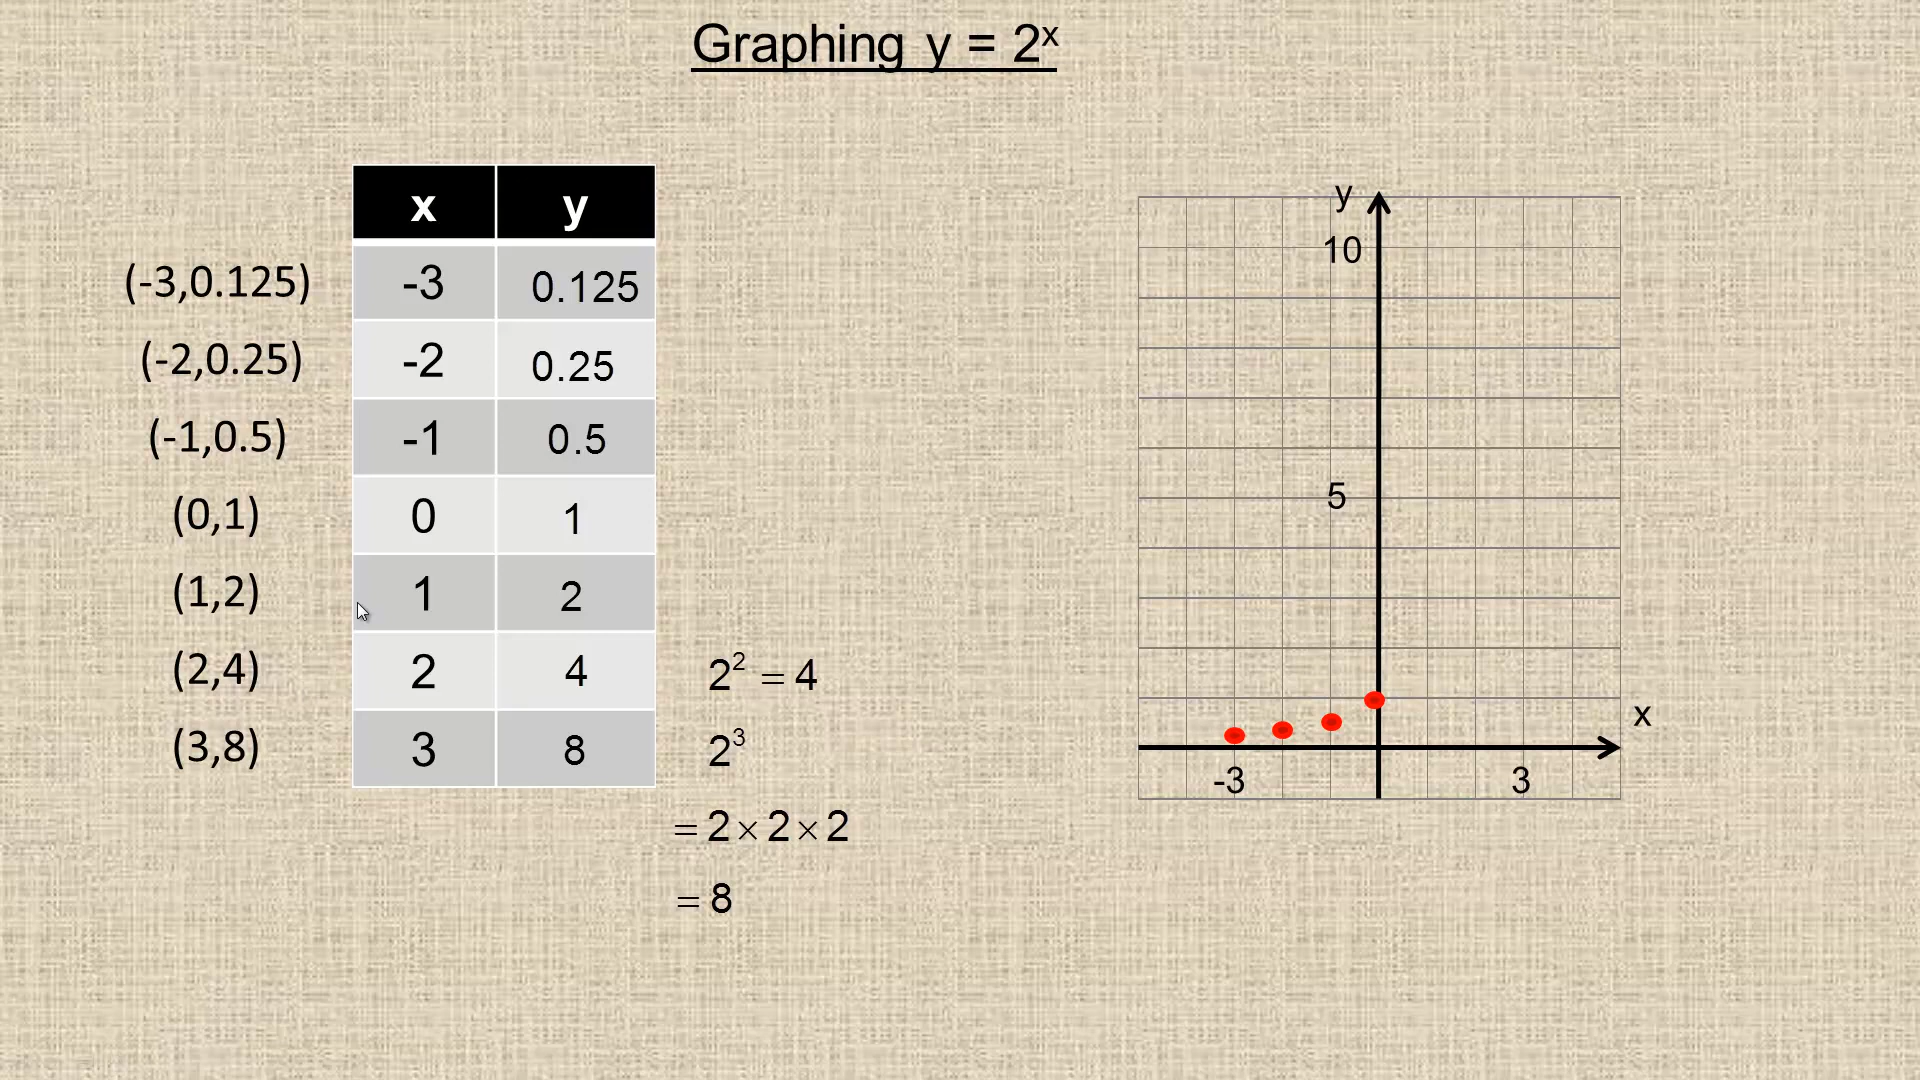 Graphing y = 2ˣ
x y
(-3,0.125) -3 0.125
(-2,0.25) -2 0.25
(-1,0.5) -1 0.5
(0,1) 0 1
(1,2) 1 2
(2,4) 2 4
(3,8) 3 8
2² = 4
2³
= 2 × 2 × 2
= 8
y
10
5
x
-3 3